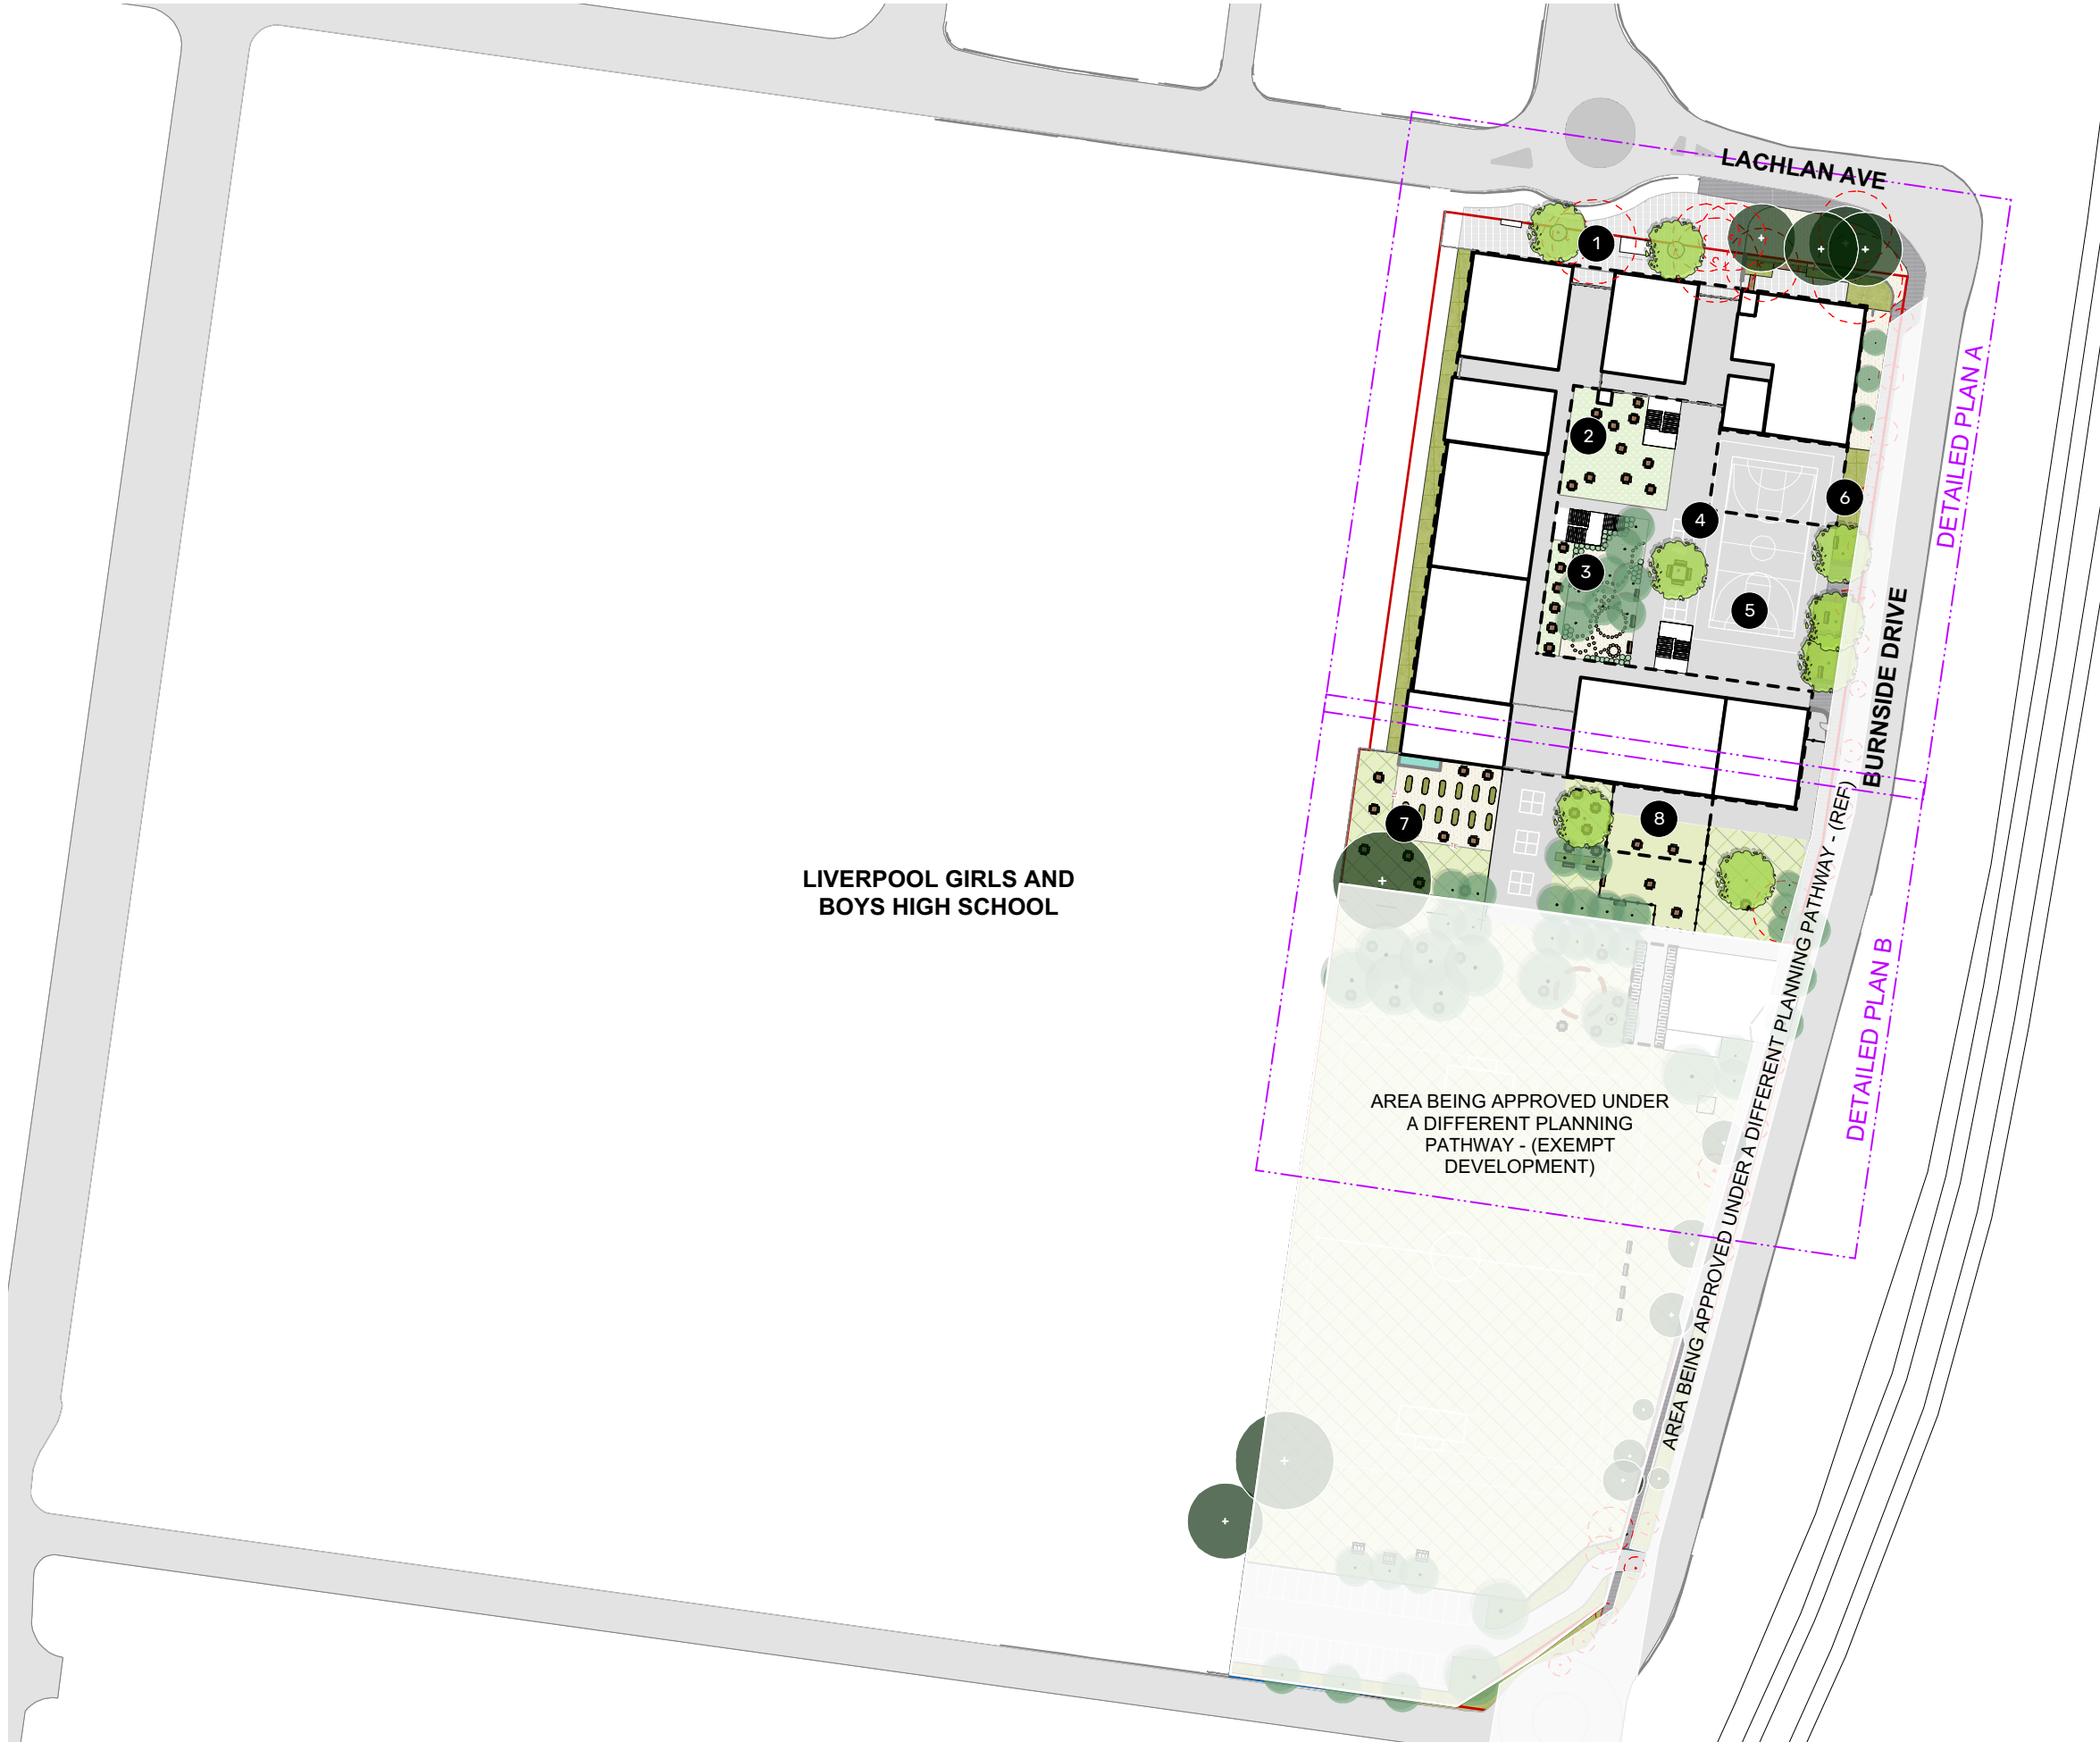 LACHLAN AVE
1
DETAILED PLAN A
2
6
4
3
5
BURNSIDE DRIVE
7
8
LIVERPOOL GIRLS AND
BOYS HIGH SCHOOL
AREA BEING APPROVED UNDER A DIFFERENT PLANNING PATHWAY - (REF)
DETAILED PLAN B
AREA BEING APPROVED UNDER
A DIFFERENT PLANNING
PATHWAY - (EXEMPT
DEVELOPMENT)